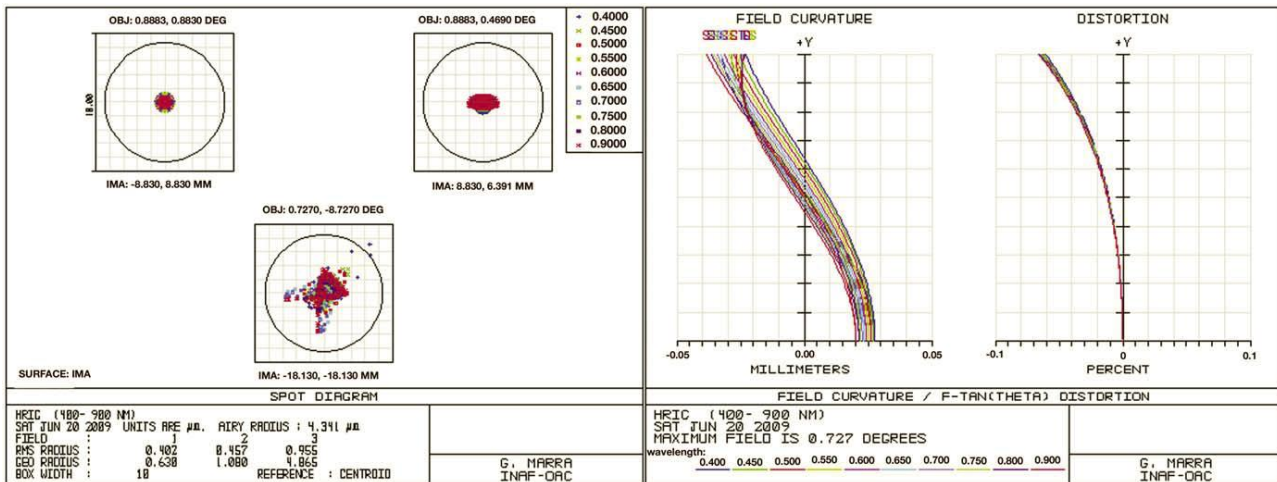 OBJ: 0.8883, 0.8830 DEG
OBJ: 0.8883, 0.4690 DEG
18.00
IMA: -8.830, 8.830 MM
IMA: 8.830, 6.391 MM
OBJ: 0.7270, -8.7270 DEG
IMA: -18.130, -18.130 MM
SURFACE: IMA
0.4000
0.4500
0.5000
0.5500
0.6000
0.6500
0.7000
0.7500
0.8000
0.9000
SPOT DIAGRAM
HRIC (400- 900 NM)
SAT JUN 20 2009 UNITS ARE µm. AIRY RADIUS : 4.341 µm
FIELD : 1 2 3
RMS RADIUS : 0.402 0.457 0.955
GEO RADIUS : 0.630 1.080 4.865
BOX WIDTH : 18 REFERENCE : CENTROID
G. MARRA
INAF-OAC
FIELD CURVATURE
+Y
-0.05 0.00 0.05
MILLIMETERS
DISTORTION
+Y
-0.1 0 0.1
PERCENT
FIELD CURVATURE / F-TAN(THETA) DISTORTION
HRIC (400- 900 NM)
SAT JUN 20 2009
MAXIMUM FIELD IS 0.727 DEGREES
wavelength:
0.400 0.450 0.500 0.550 0.600 0.650 0.700 0.750 0.800 0.900
G. MARRA
INAF-OAC